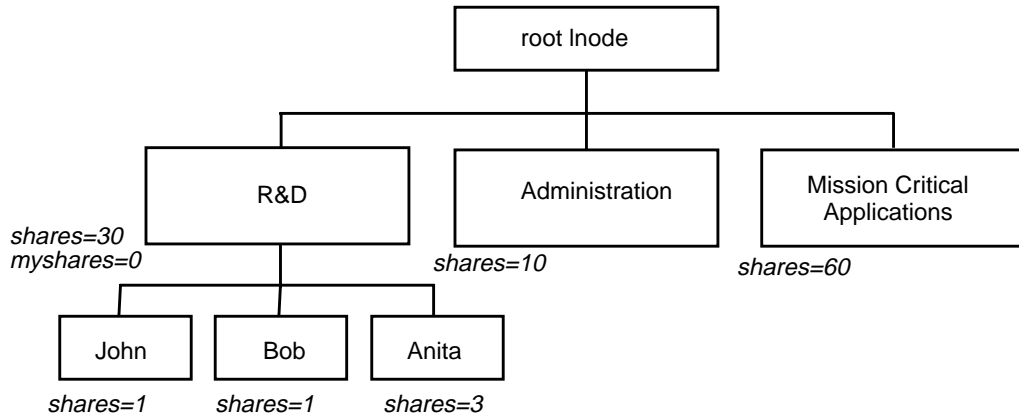 root lnode
R&D
Administration
Mission Critical
Applications
shares=30
myshares=0
shares=10
shares=60
John
Bob
Anita
shares=1
shares=1
shares=3